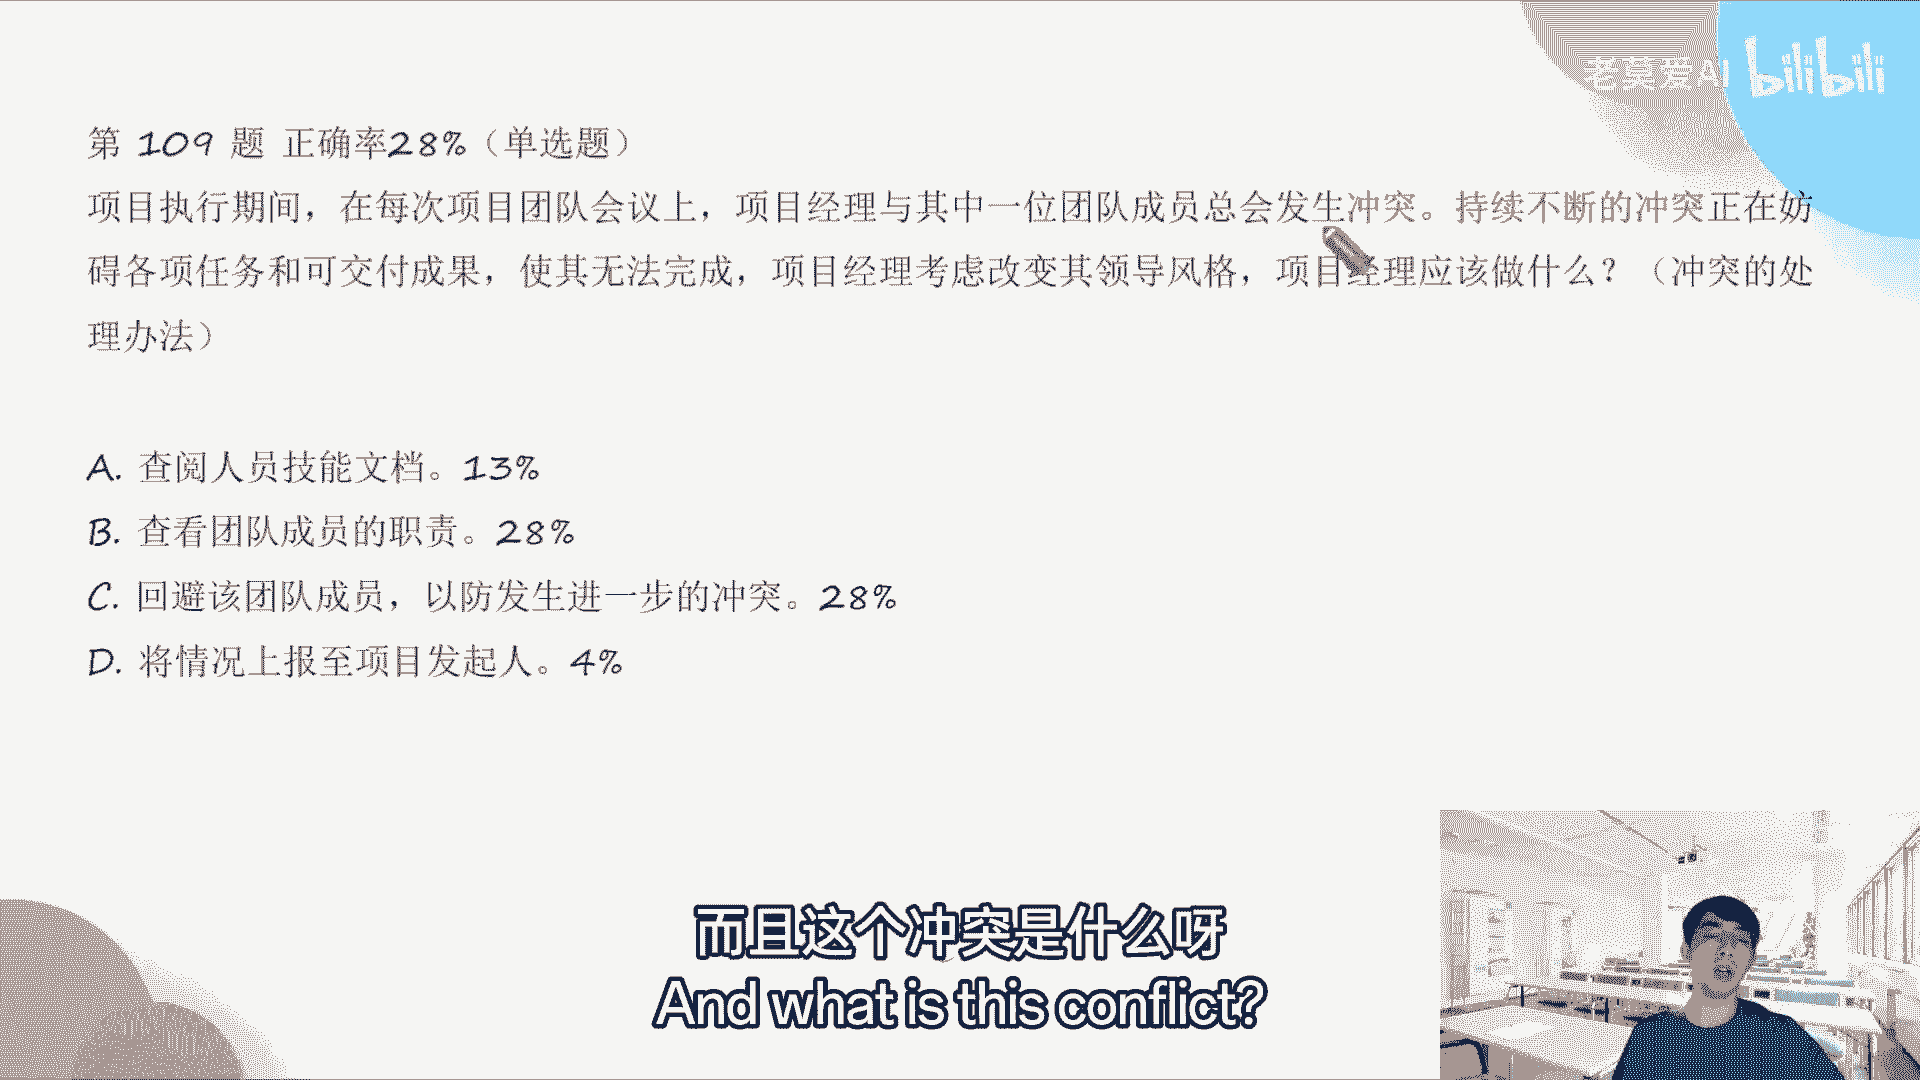 老莫爱AI bilibili
第 109 题 正确率28%（单选题）
项目执行期间，在每次项目团队会议上，项目经理与其中一位团队成员总会发生冲突。持续不断的冲突正在妨
碍各项任务和可交付成果，使其无法完成，项目经理考虑改变其领导风格，项目经理应该做什么？（冲突的处
理办法）
A. 查阅人员技能文档。13%
B. 查看团队成员的职责。28%
C. 回避该团队成员，以防发生进一步的冲突。28%
D. 将情况上报至项目发起人。4%
而且这个冲突是什么呀
And what is this conflict?